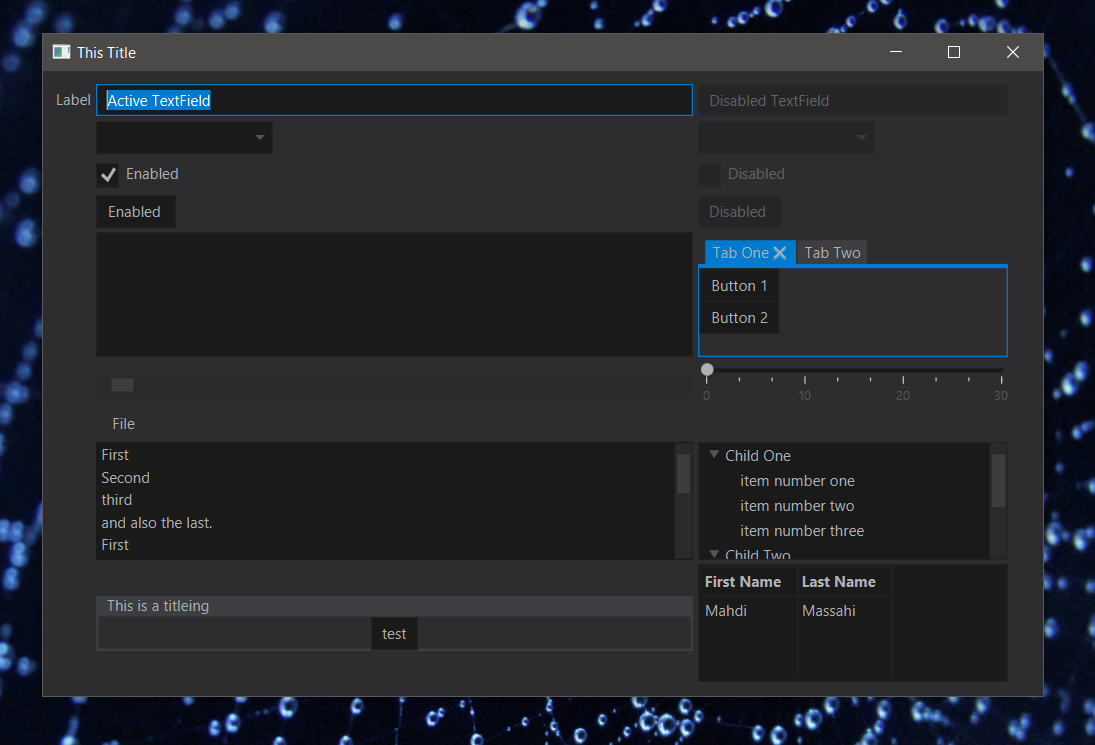 This Title
Label Active TextField Disabled TextField
Enabled Disabled
Enabled Disabled
Tab One Tab Two
Button 1
Button 2
0 10 20 30
File
First
Second
third
and also the last.
First
Child One
item number one
item number two
item number three
Child Two
This is a titleing
test
First Name Last Name
Mahdi Massahi